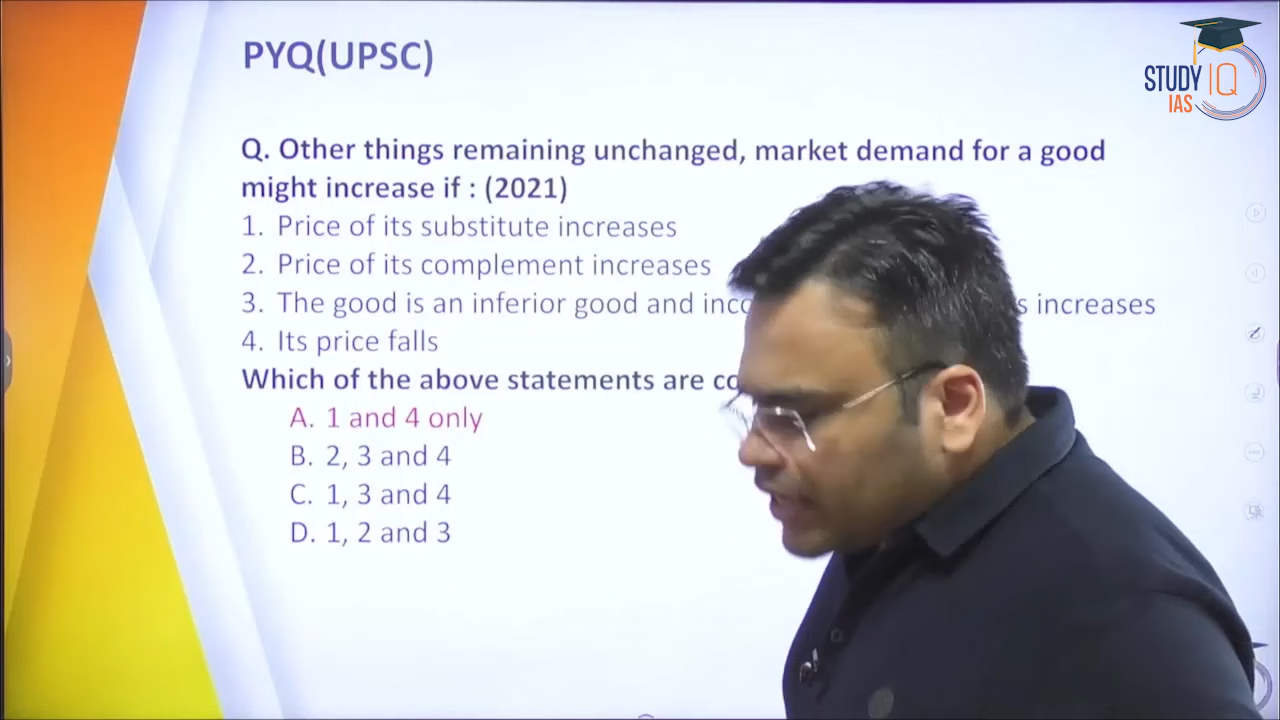 PYQ(UPSC)
STUDY IQ
IAS
Q. Other things remaining unchanged, market demand for a good
might increase if : (2021)
1. Price of its substitute increases
2. Price of its complement increases
3. The good is an inferior good and increases
4. Its price falls
Which of the above statements are
A. 1 and 4 only
B. 2, 3 and 4
C. 1, 3 and 4
D. 1, 2 and 3